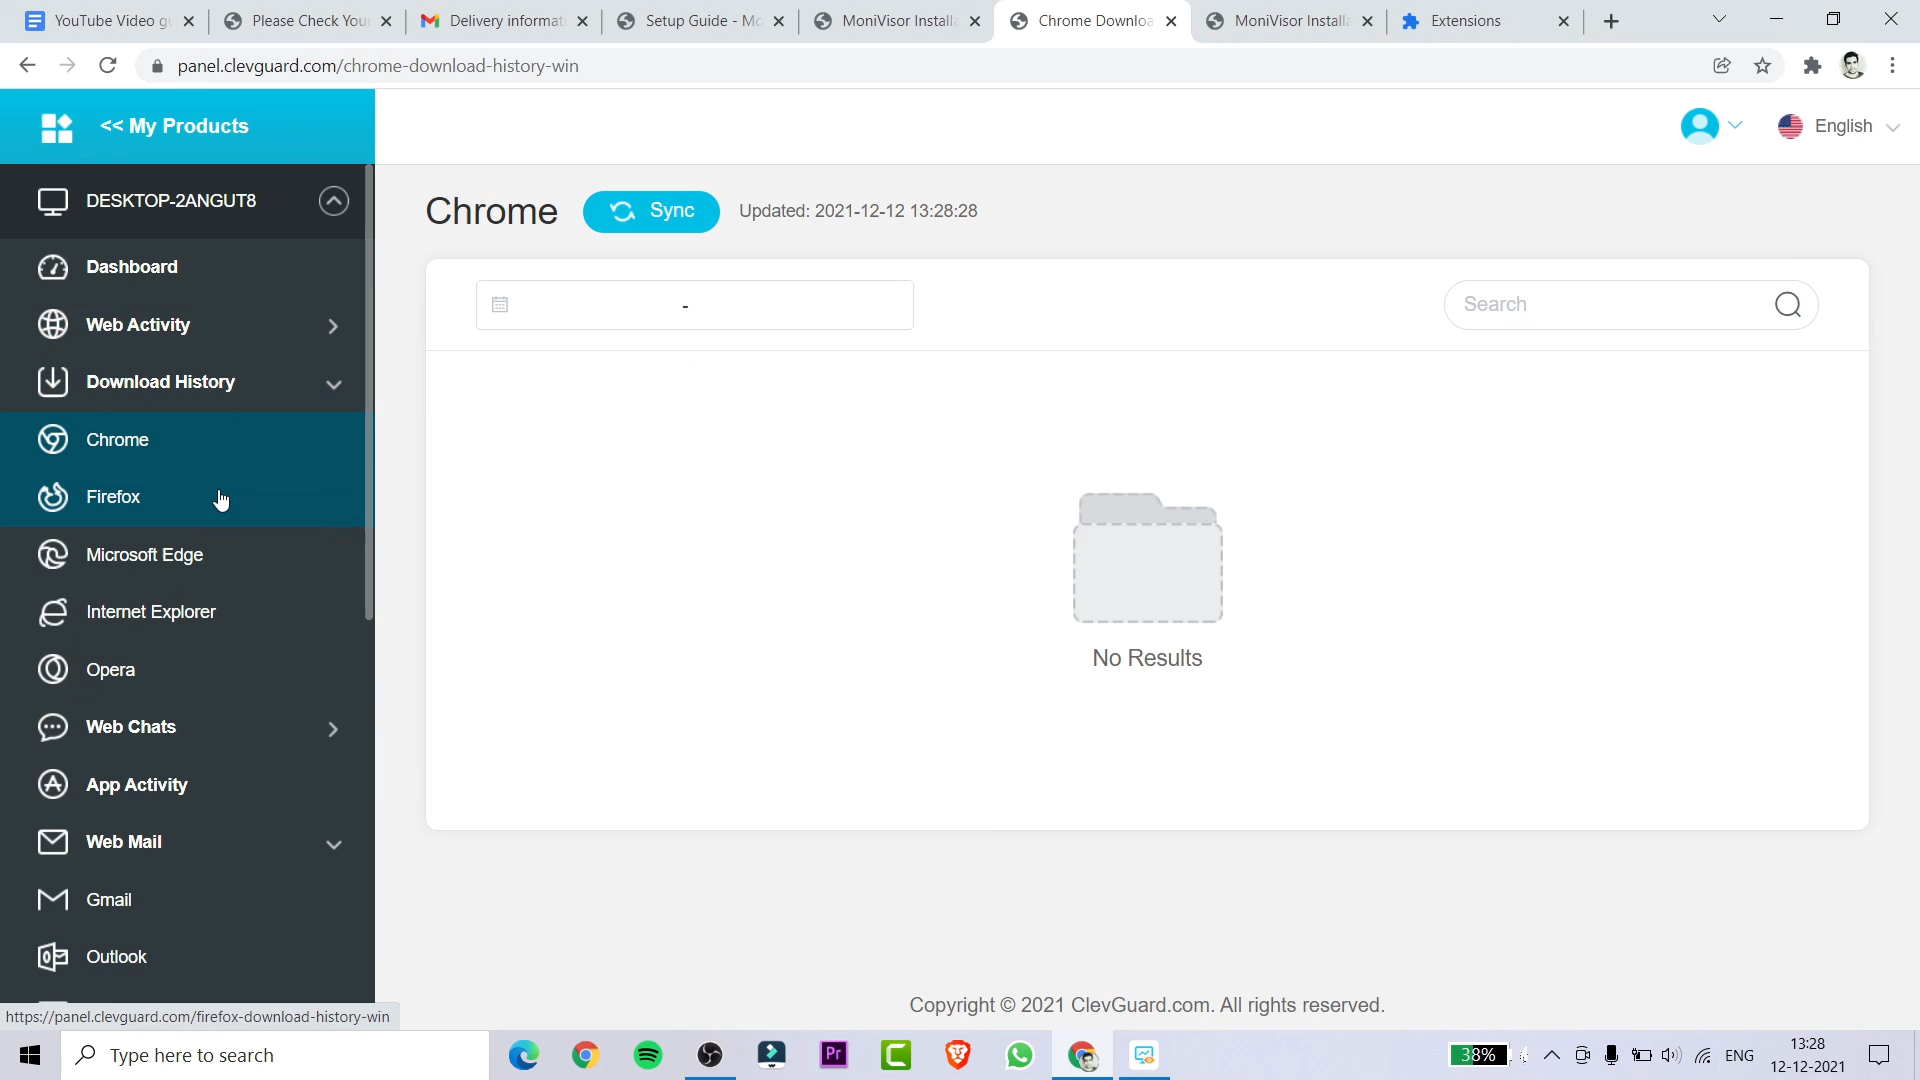 YouTube Video g
Please Check You
Delivery informat
Setup Guide - Mo
MoniVisor Installa
Chrome Downloa
MoniVisor Installa
Extensions
panel.clevguard.com/chrome-download-history-win
<< My Products
English
DESKTOP-2ANGUT8
Chrome
Sync
Updated: 2021-12-12 13:28:28
Dashboard
Web Activity
-
Search
Download History
Chrome
Firefox
Microsoft Edge
Internet Explorer
Opera
No Results
Web Chats
App Activity
Web Mail
Gmail
Outlook
Copyright © 2021 ClevGuard.com. All rights reserved.
https://panel.clevguard.com/firefox-download-history-win
Type here to search
Pr
38%
ENG
13:28
12-12-2021